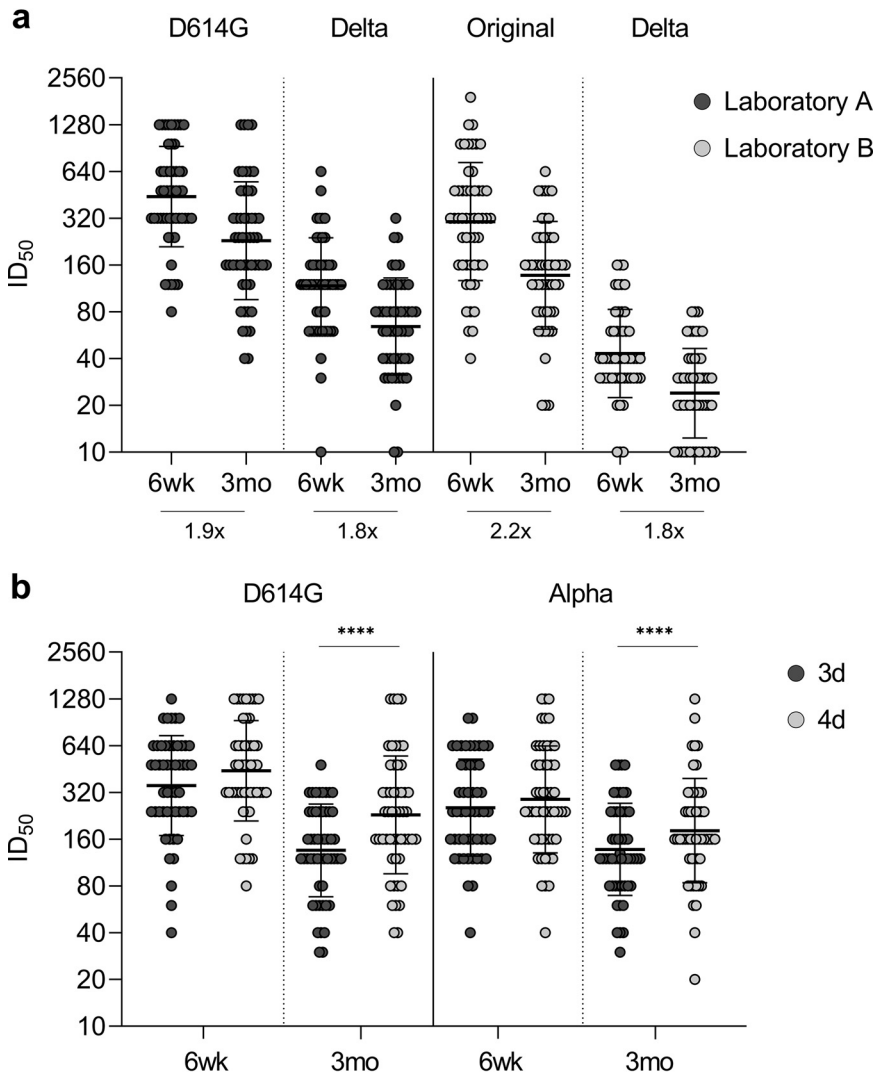 a
D614G Delta Original Delta
2560
1280
640
320
160
80
40
20
10
ID50
Laboratory A
Laboratory B
6wk 3mo 6wk 3mo 6wk 3mo 6wk 3mo
1.9x 1.8x 2.2x 1.8x
b
D614G Alpha
**** ****
2560
1280
640
320
160
80
40
20
10
ID50
3d
4d
6wk 3mo 6wk 3mo